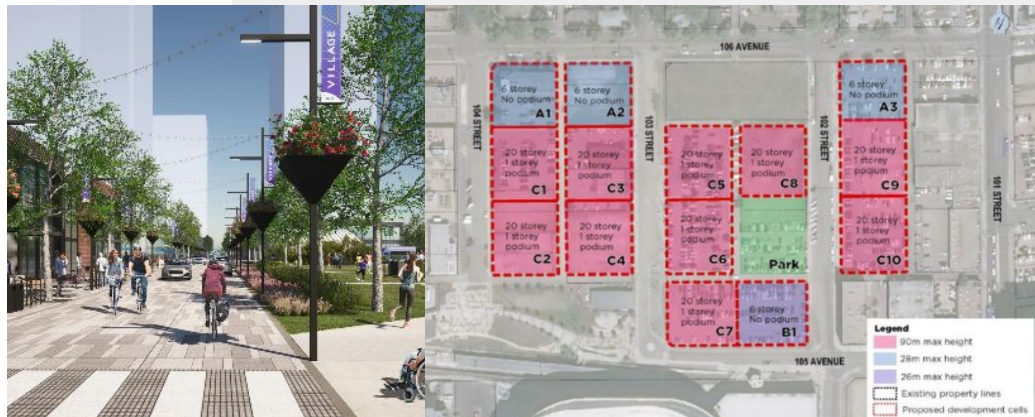 VILLAGE
106 AVENUE
104 STREET
103 STREET
102 STREET
101 STREET
6 storey
No podium
A1
6 storey
No podium
A2
6 storey
No podium
A3
20 storey
1 storey
podium
C1
20 storey
1 storey
podium
C3
20 storey
1 storey
podium
C5
20 storey
1 storey
podium
C8
20 storey
1 storey
podium
C9
20 storey
1 storey
podium
C2
20 storey
1 storey
podium
C4
20 storey
1 storey
podium
C6
Park
20 storey
1 storey
podium
C10
20 storey
1 storey
podium
C7
6 storey
No podium
B1
105 AVENUE
Legend
90m max height
28m max height
26m max height
Existing property lines
Proposed development cells